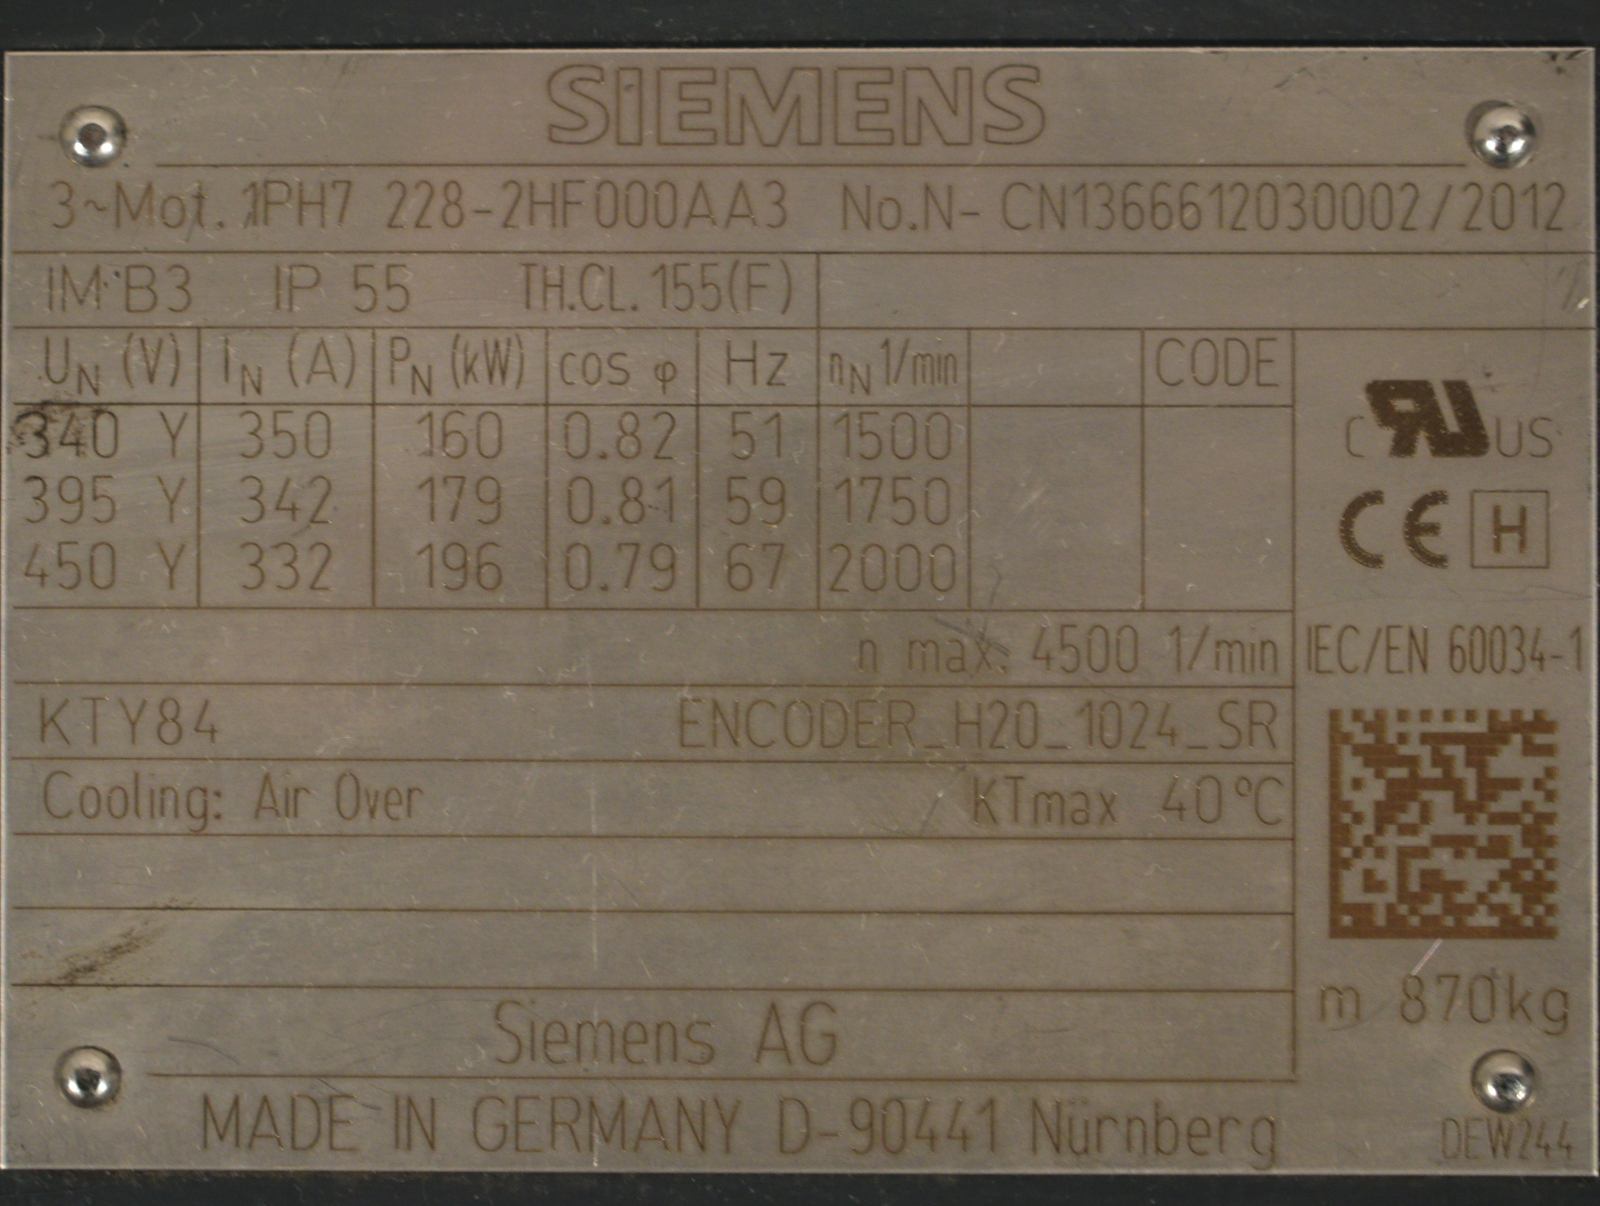 SIEMENS
3~Mot. 1PH7 228-2HF000AA3 No.N- CN1366612030002/2012
IM B3 IP 55 TH.CL. 155(F)
UN (V) IN (A) PN (kW) cos φ Hz nN 1/min CODE
340 Y 350 160 0.82 51 1500
395 Y 342 179 0.81 59 1750
450 Y 332 196 0.79 67 2000
C RU US
CE H
n max. 4500 1/min IEC/EN 60034-1
KTY84 ENCODER_H20_1024_SR
Cooling: Air Over KTmax 40°C
m 870kg
Siemens AG
MADE IN GERMANY D-90441 Nürnberg
DEW244